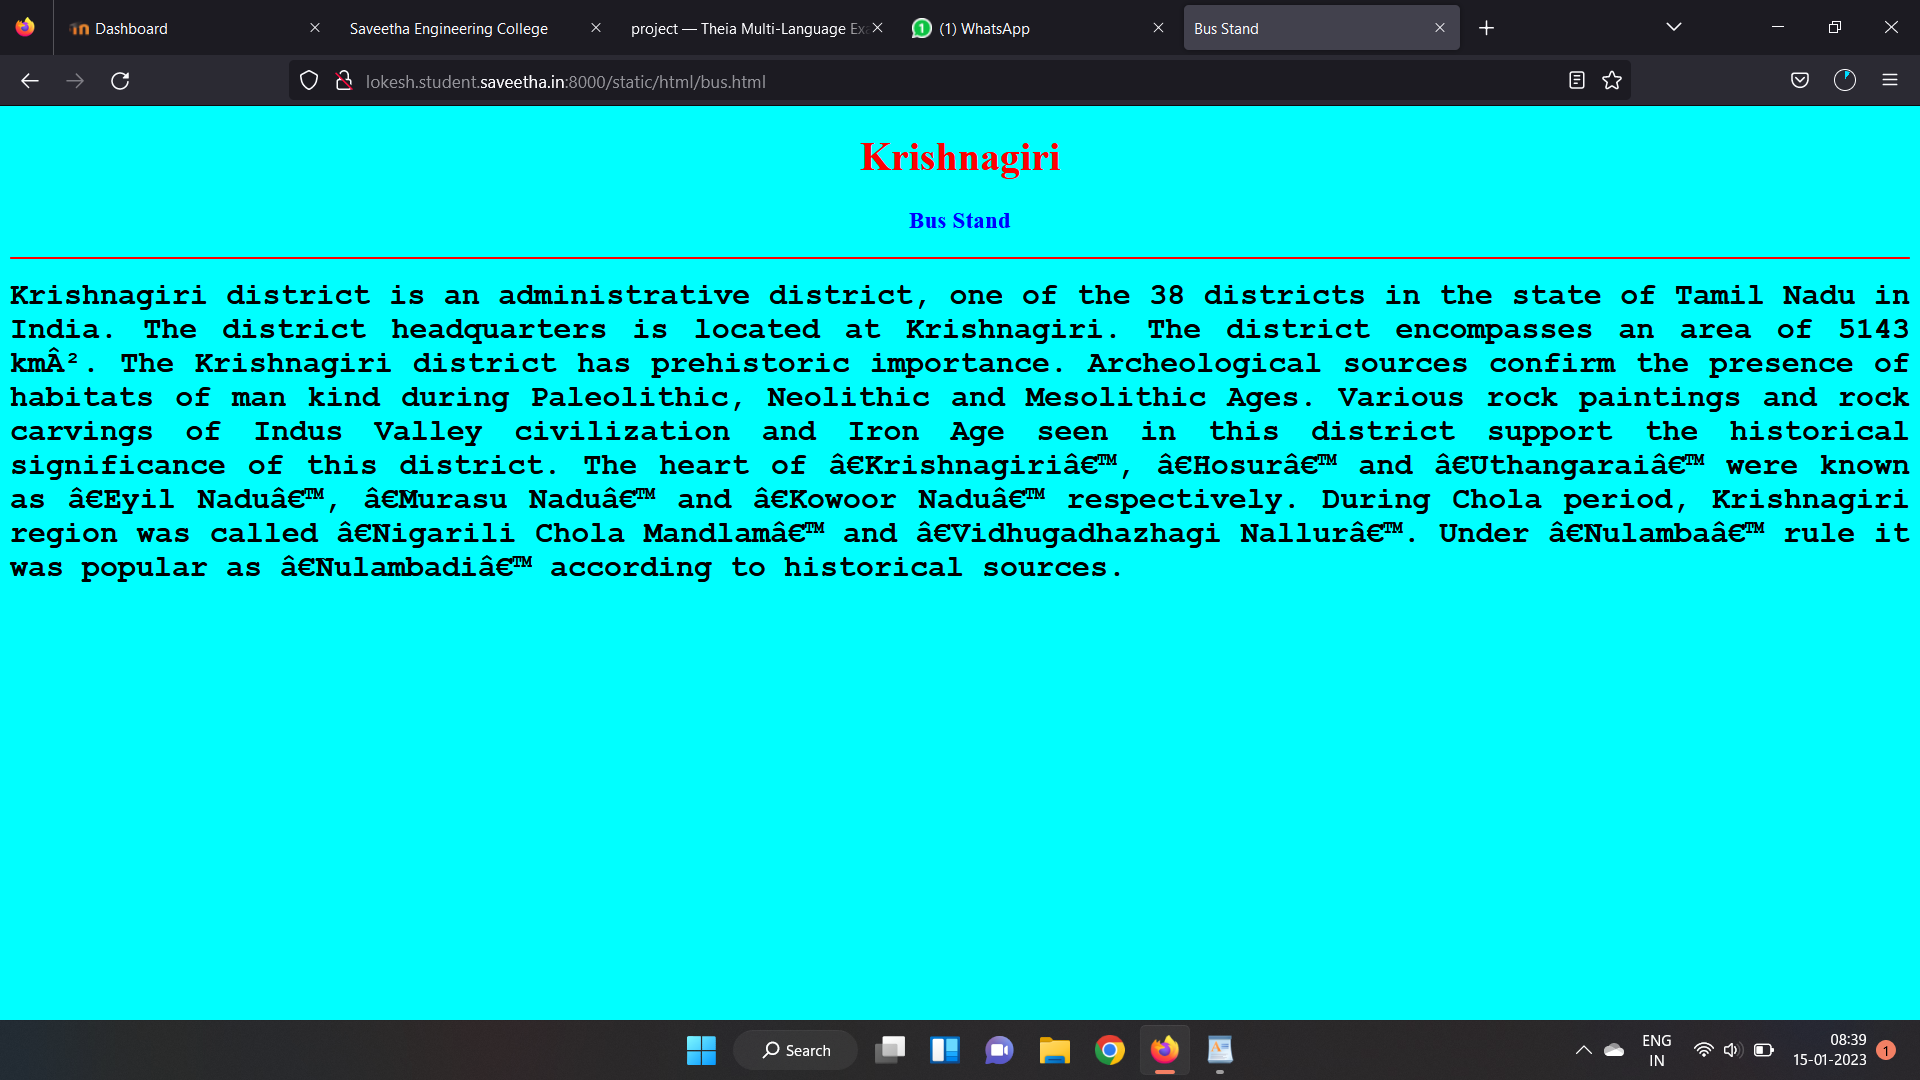 Dashboard
Saveetha Engineering College
project — Theia Multi-Language Exa
1 (1) WhatsApp
Bus Stand
lokesh.student.saveetha.in:8000/static/html/bus.html
Krishnagiri
Bus Stand
Krishnagiri district is an administrative district, one of the 38 districts in the state of Tamil Nadu in
India. The district headquarters is located at Krishnagiri. The district encompasses an area of 5143
kmÂ². The Krishnagiri district has prehistoric importance. Archeological sources confirm the presence of
habitats of man kind during Paleolithic, Neolithic and Mesolithic Ages. Various rock paintings and rock
carvings of Indus Valley civilization and Iron Age seen in this district support the historical
significance of this district. The heart of â€Krishnagiriâ€™, â€Hosurâ€™ and â€Uthangaraiâ€™ were known
as â€Eyil Naduâ€™, â€Murasu Naduâ€™ and â€Kowoor Naduâ€™ respectively. During Chola period, Krishnagiri
region was called â€Nigarili Chola Mandlamâ€™ and â€Vidhugadhazhagi Nallurâ€™. Under â€Nulambaâ€™ rule it
was popular as â€Nulambadiâ€™ according to historical sources.
Search
ENG
IN
08:39
15-01-2023
1